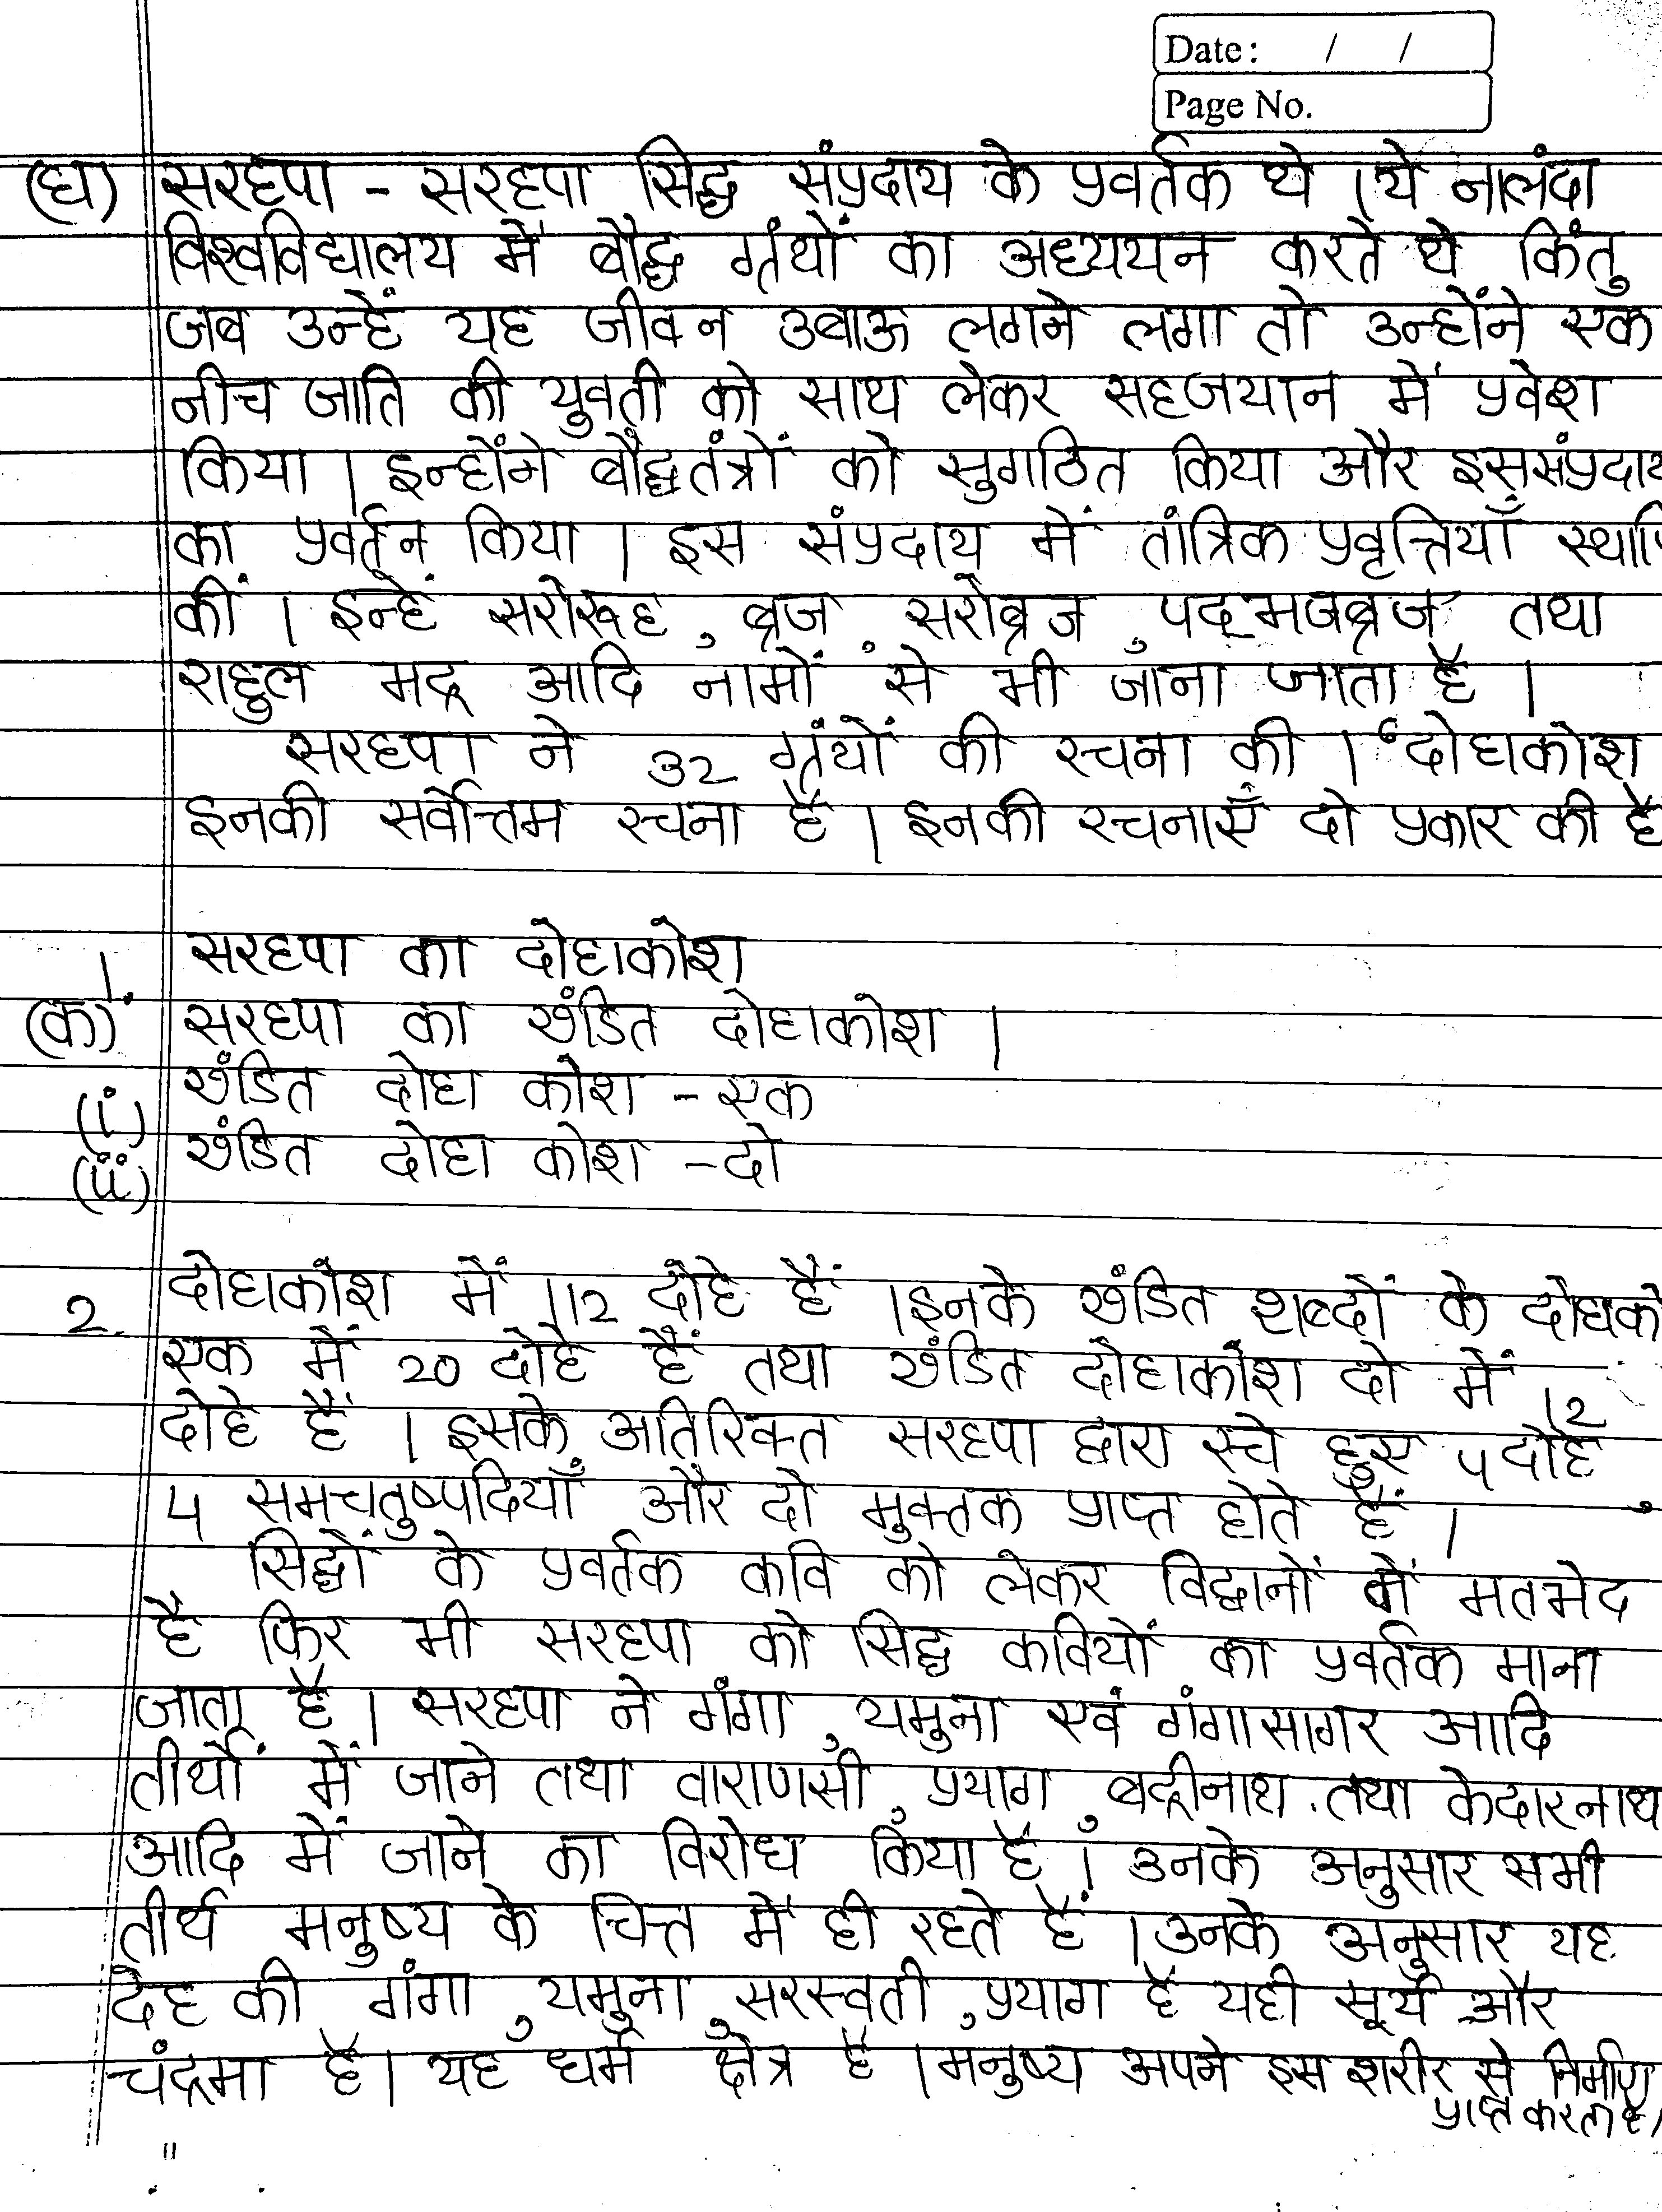 Date: / /
Page No.
(घ) सरहपा - सरहपा सिद्ध संप्रदाय के प्रवर्तक थे । ये नालंदा
विश्वविद्यालय में बौद्ध ग्रंथों का अध्ययन करते थे किंतु
जब उन्हें यह जीवन उबाऊ लगने लगा तो उन्होंने एक
नीच जाति की युवती को साथ लेकर सहजयान में प्रवेश
किया । इन्होंने बौद्धतंत्रों को सुगठित किया और इस संप्रदाय
का प्रवर्तन किया । इस संप्रदाय में तांत्रिक प्रवृत्तियाँ स्थापि
कीं । इन्हें सरोरूह, ब्रज, सरोब्रज, पद्मजब्रज तथा
राहुल भद्र आदि नामों से भी जाना जाता है ।
सरहपा ने 32 ग्रंथों की रचना की । 'दोहाकोश
इनकी सर्वोत्तम रचना है । इनकी रचनाएँ दो प्रकार की है
1. सरहपा का दोहाकोश
(क) सरहपा का खंडित दोहाकोश ।
(i) खंडित दोहा कोश - एक
(ii) खंडित दोहा कोश - दो
2. दोहाकोश में 112 दोहे हैं । इनके खंडित शब्दों के दोहाको
एक में 20 दोहे हैं तथा खंडित दोहाकोश दो में 12
दोहे हैं । इसके अतिरिक्त सरहपा द्वारा रचे हुए 4 दोहे,
4 समचतुष्पदियाँ और दो मुक्तक प्राप्त होते हैं ।
सिद्धों के प्रवर्तक कवि को लेकर विद्वानों में मतभेद
है फिर भी सरहपा को सिद्ध कवियों का प्रवर्तक माना
जाता है । सरहपा ने गंगा, यमुना एवं गंगासागर आदि
तीर्थों में जाने तथा वाराणसी, प्रयाग, बद्रीनाथ तथा केदारनाथ
आदि में जाने का विरोध किया है । उनके अनुसार सभी
तीर्थ मनुष्य के चित्त में ही रहते हैं । उनके अनुसार यह
देह की गंगा, यमुना, सरस्वती, प्रयाग है यही सूर्य और
चंद्रमा है । यह धर्म क्षेत्र है । मनुष्य अपने इस शरीर से निर्माण
प्राप्त करता है ।